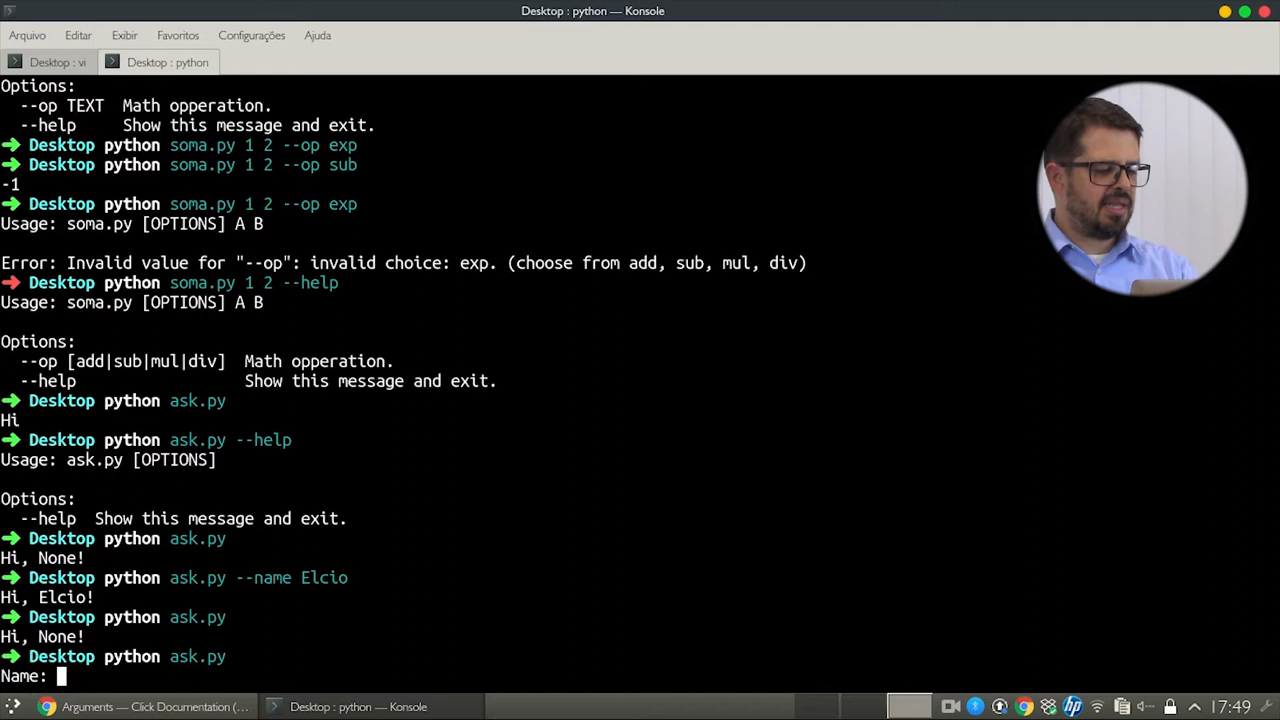 Desktop : python — Konsole
Arquivo Editar Exibir Favoritos Configurações Ajuda
Desktop : vi Desktop : python
Options:
--op TEXT Math opperation.
--help Show this message and exit.
➜ Desktop python soma.py 1 2 --op exp
➜ Desktop python soma.py 1 2 --op sub
-1
➜ Desktop python soma.py 1 2 --op exp
Usage: soma.py [OPTIONS] A B
Error: Invalid value for "--op": invalid choice: exp. (choose from add, sub, mul, div)
➜ Desktop python soma.py 1 2 --help
Usage: soma.py [OPTIONS] A B
Options:
--op [add|sub|mul|div] Math opperation.
--help Show this message and exit.
➜ Desktop python ask.py
Hi
➜ Desktop python ask.py --help
Usage: ask.py [OPTIONS]
Options:
--help Show this message and exit.
➜ Desktop python ask.py
Hi, None!
➜ Desktop python ask.py --name Elcio
Hi, Elcio!
➜ Desktop python ask.py
Hi, None!
➜ Desktop python ask.py
Name:
Arguments — Click Documentation (... Desktop : python — Konsole hp 17:49